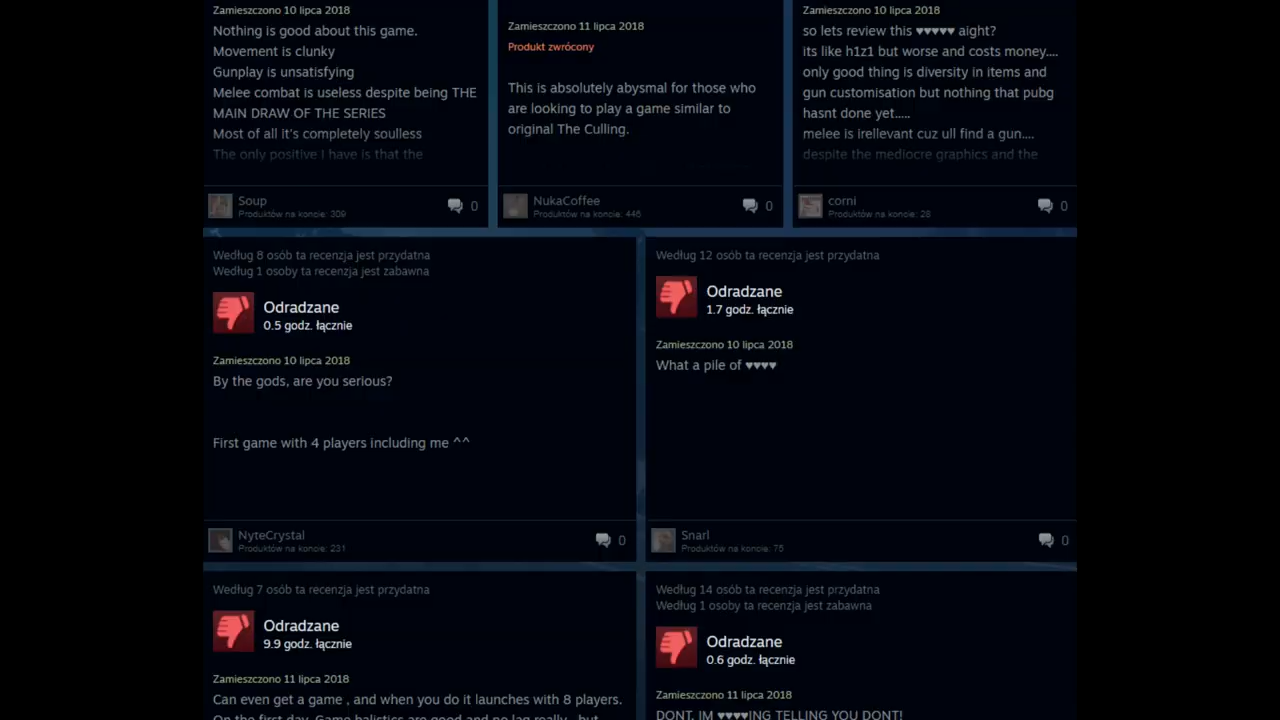 Zamieszczono 10 lipca 2018
Nothing is good about this game.
Movement is clunky
Gunplay is unsatisfying
Melee combat is useless despite being THE
MAIN DRAW OF THE SERIES
Most of all it's completely soulless
The only positive I have is that the
Soup
Produktów na koncie: 309
0
Zamieszczono 11 lipca 2018
Produkt zwrócony
This is absolutely abysmal for those who
are looking to play a game similar to
original The Culling.
NukaCoffee
Produktów na koncie: 446
0
Zamieszczono 10 lipca 2018
so lets review this ♥♥♥♥♥ aight?
its like h1z1 but worse and costs money....
only good thing is diversity in items and
gun customisation but nothing that pubg
hasnt done yet.....
melee is irellevant cuz ull find a gun....
despite the mediocre graphics and the
corni
Produktów na koncie: 28
0
Według 8 osób ta recenzja jest przydatna
Według 1 osoby ta recenzja jest zabawna
Odradzane
0.5 godz. łącznie
Zamieszczono 10 lipca 2018
By the gods, are you serious?
First game with 4 players including me ^^
NyteCrystal
Produktów na koncie: 231
0
Według 12 osób ta recenzja jest przydatna
Odradzane
1.7 godz. łącznie
Zamieszczono 10 lipca 2018
What a pile of ♥♥♥♥
Snarl
Produktów na koncie: 76
0
Według 7 osób ta recenzja jest przydatna
Odradzane
9.9 godz. łącznie
Zamieszczono 11 lipca 2018
Can even get a game , and when you do it launches with 8 players.
On the first day. Game balistics are good and no lag really , but
Według 14 osób ta recenzja jest przydatna
Według 1 osoby ta recenzja jest zabawna
Odradzane
0.6 godz. łącznie
Zamieszczono 11 lipca 2018
DONT. IM ♥♥♥♥ING TELLING YOU DONT!